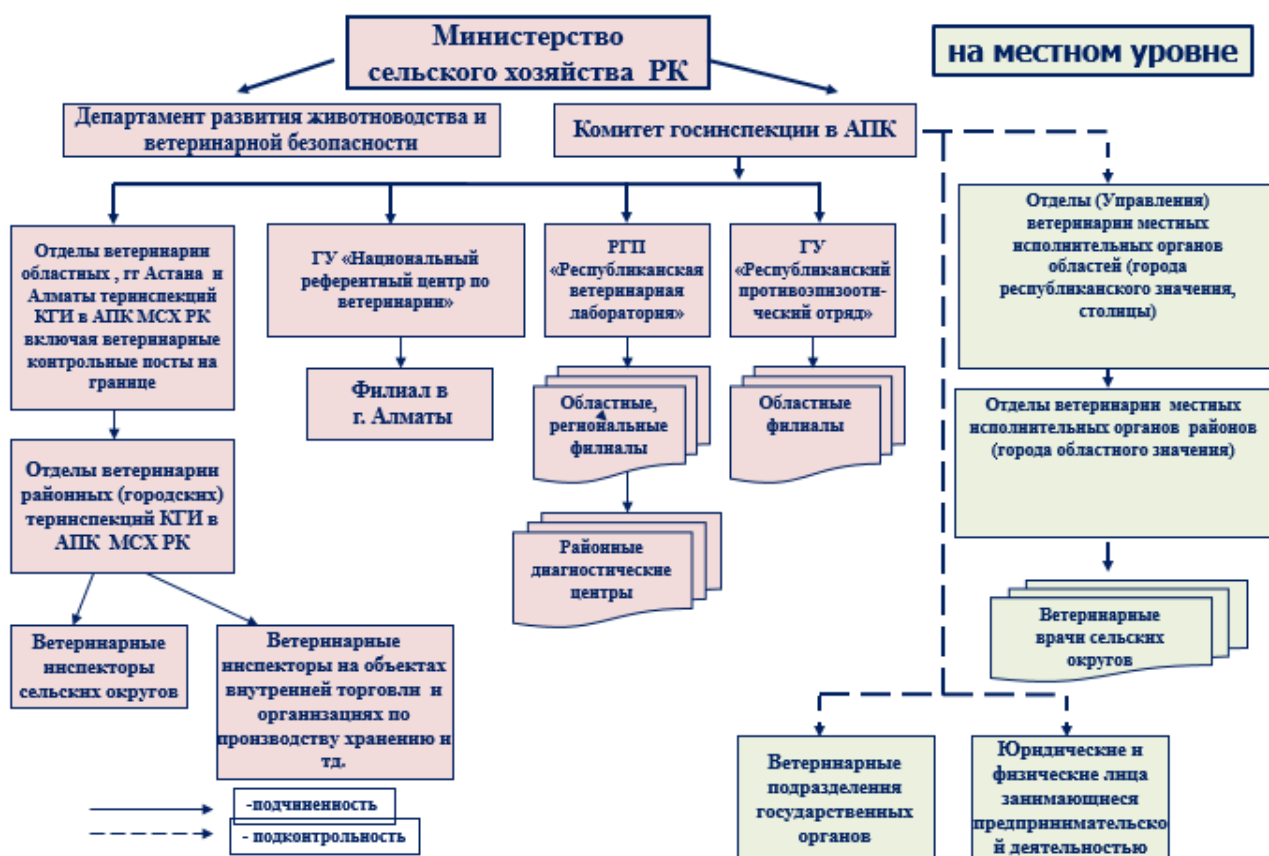 Министерство
сельского хозяйства РК
на местном уровне
Департамент развития животноводства и
ветеринарной безопасности
Комитет госинспекции в АПК
Отделы ветеринарии
областных , гг Астана и
Алматы теринспекций
КГИ в АПК МСХ РК
включая ветеринарные
контрольные посты на
границе
ГУ «Национальный
референтный центр по
ветеринарии»
РГП
«Республиканская
ветеринарная
лаборатория»
ГУ
«Республиканский
противоэпизооти-
ческий отряд»
Отделы (Управления)
ветеринарии местных
исполнительных органов
областей (города
республиканского значения,
столицы)
Филиал в
г. Алматы
Областные,
региональные
филиалы
Областные
филиалы
Отделы ветеринарии местных
исполнительных органов районов
(города областного значения)
Отделы ветеринарии
районных (городских)
теринспекций КГИ в
АПК МСХ РК
Районные
диагностические
центры
Ветеринарные
врачи сельских
округов
Ветеринарные
инспекторы
сельских округов
Ветеринарные
инспекторы на объектах
внутренней торговли и
организациях по
производству хранению и
тд.
Ветеринарные
подразделения
государственных
органов
Юридические и
физические лица
занимающиеся
предпринимательско
й деятельностью
-подчиненность
- подконтрольность